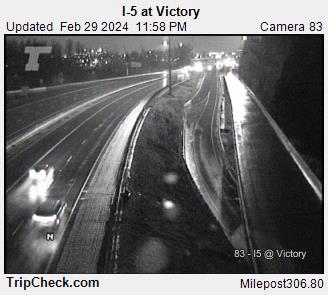 I-5 at Victory
Updated  Feb 29 2024  11:58 PM
Camera 83
T
N
83 - I5 @ Victory
TripCheck.com
Milepost306.80